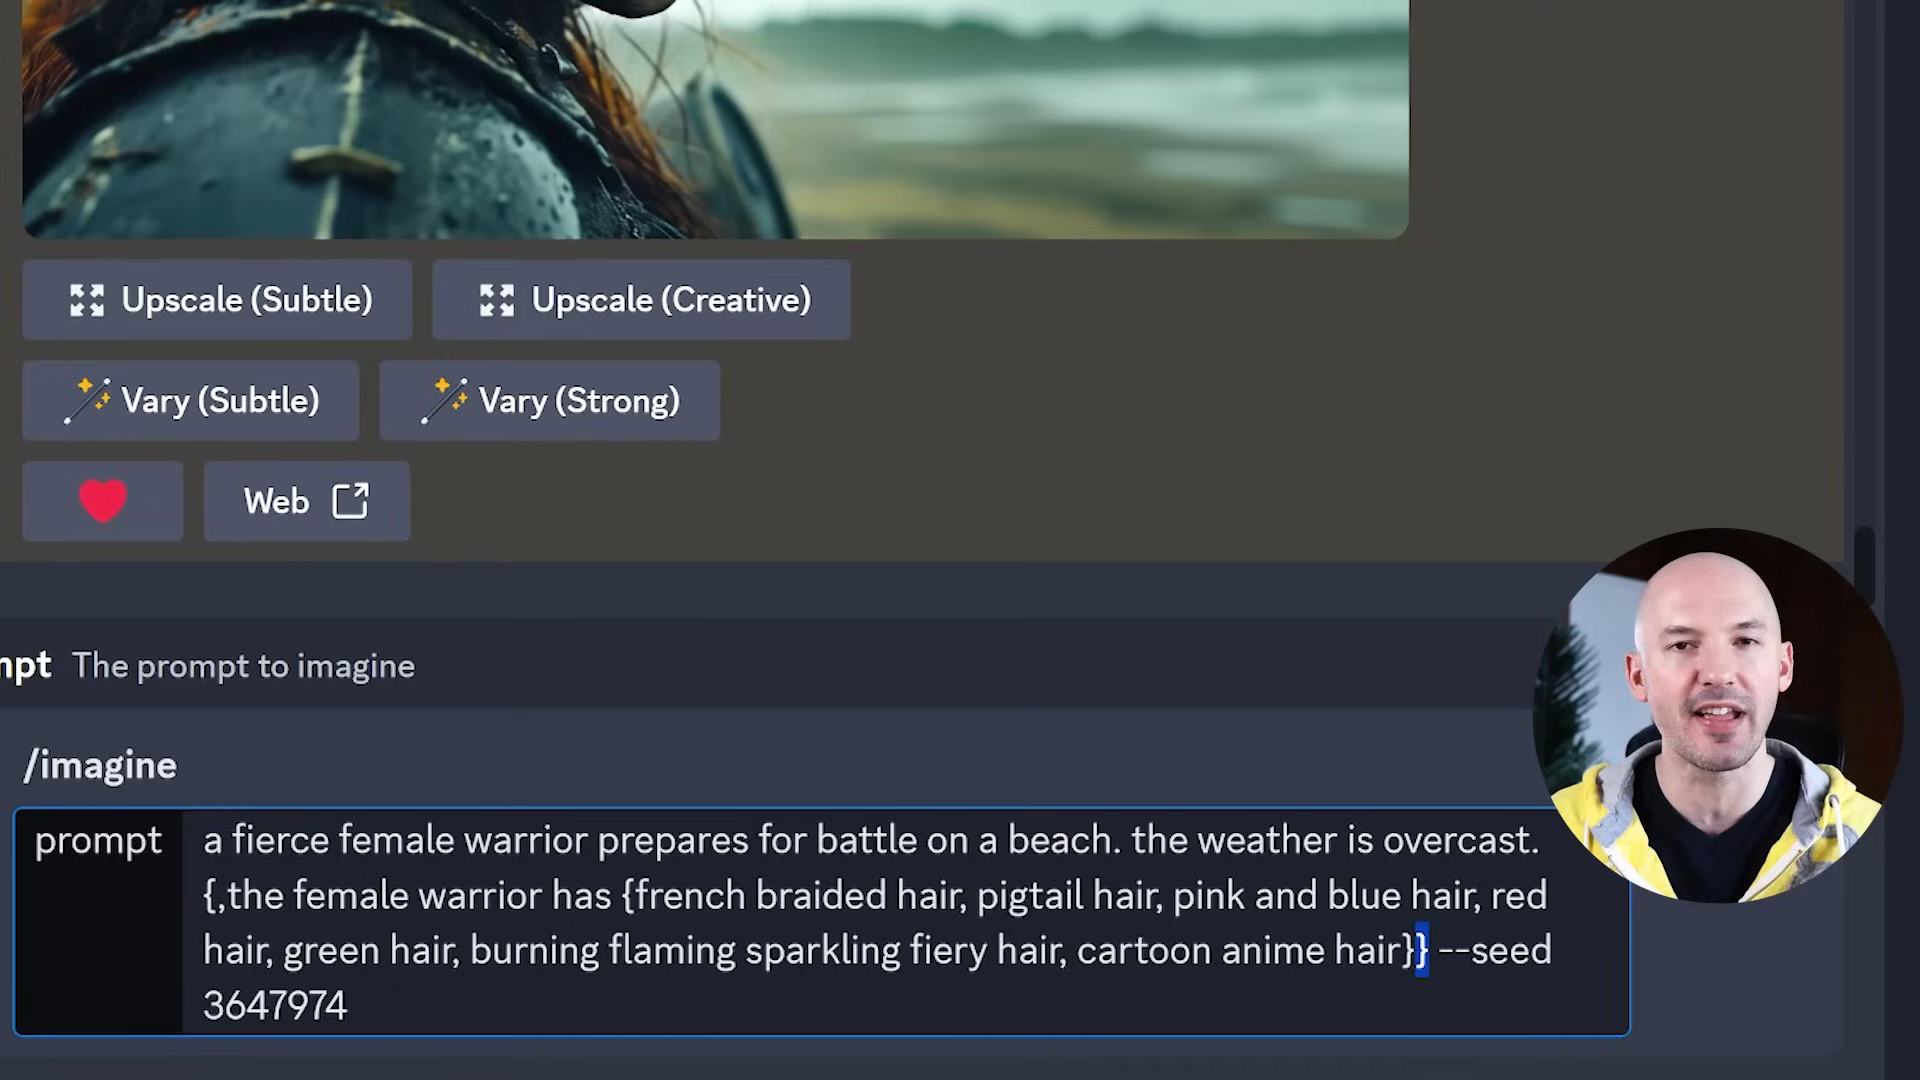 Upscale (Subtle) Upscale (Creative)
Vary (Subtle) Vary (Strong)
Web
mpt The prompt to imagine
/imagine
prompt a fierce female warrior prepares for battle on a beach. the weather is overcast.
{,the female warrior has {french braided hair, pigtail hair, pink and blue hair, red
hair, green hair, burning flaming sparkling fiery hair, cartoon anime hair}} --seed
3647974